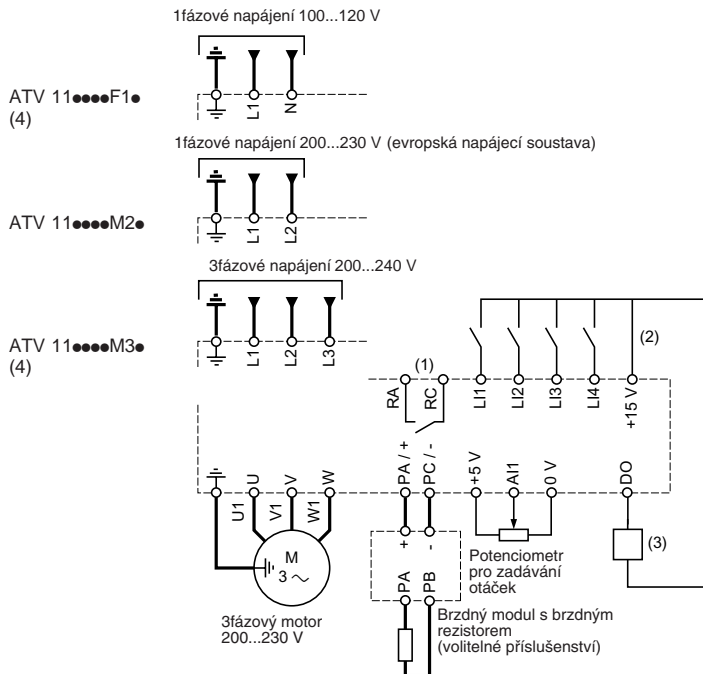 1fázové napájení 100...120 V
ATV 11●●●●F1●
(4)
L1
N
1fázové napájení 200...230 V (evropská napájecí soustava)
ATV 11●●●●M2●
L1
L2
3fázové napájení 200...240 V
ATV 11●●●●M3●
(4)
L1
L2
L3
(1)
(2)
RA
RC
LI1
LI2
LI3
LI4
+15 V
U
V
W
PA / +
PC / -
+5 V
AI1
0 V
DO
U1
V1
W1
(3)
M
3 ~
+
-
PA
PB
Potenciometr
pro zadávání
otáček
3fázový motor
200...230 V
Brzdný modul s brzdným
rezistorem
(volitelné příslušenství)